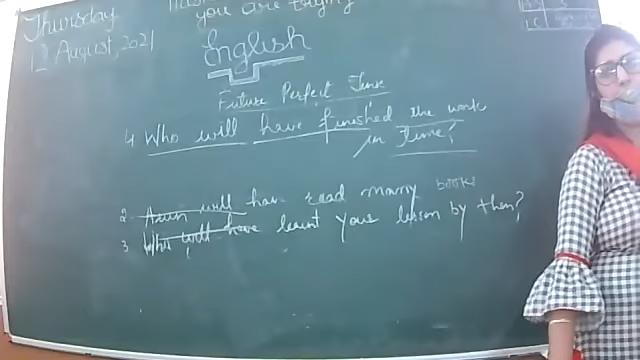 Thursday
you are trying
12 August, 2021
English
Future Perfect Tense
4 Who will have finished the work
in time?
2. Arun will have read many books
3 Who will have learnt your lesson by then?